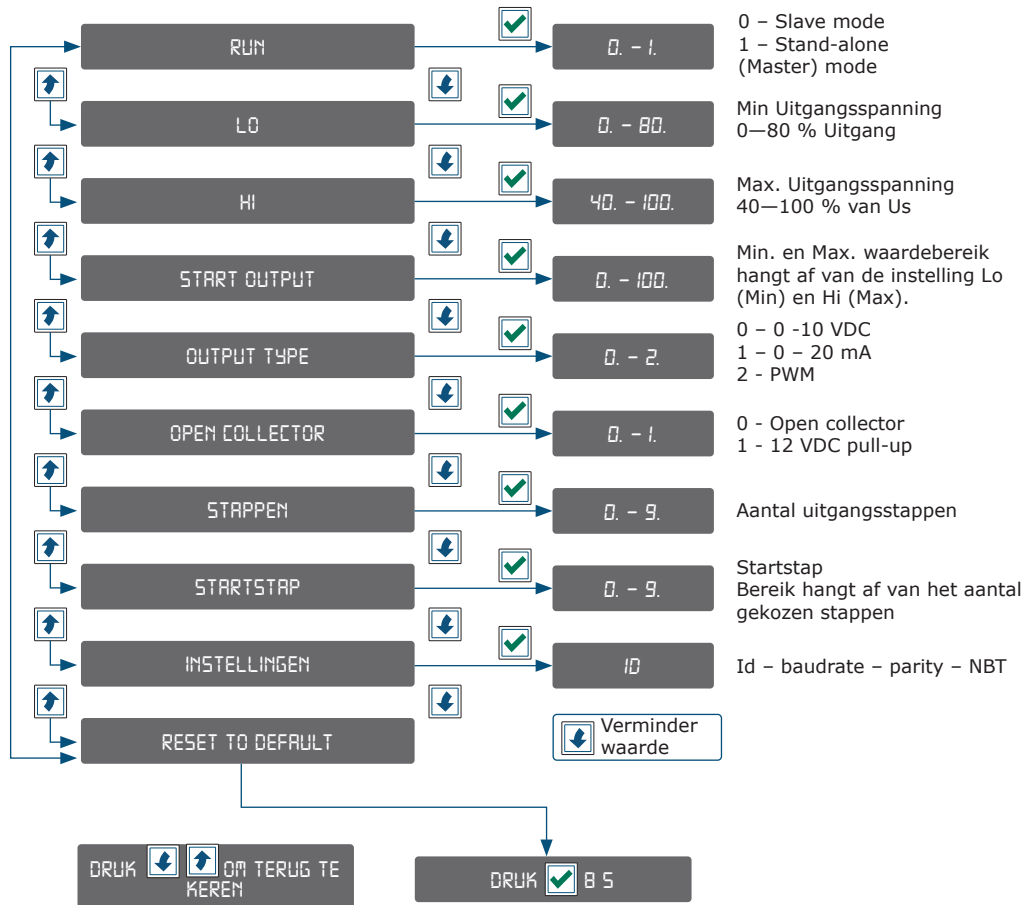 RUN
0. – 1.
0 – Slave mode
1 – Stand-alone
(Master) mode
LO
0. – 80.
Min Uitgangsspanning
0—80 % Uitgang
HI
40. – 100.
Max. Uitgangsspanning
40—100 % van Us
START OUTPUT
0. – 100.
Min. en Max. waardebereik
hangt af van de instelling Lo
(Min) en Hi (Max).
OUTPUT TYPE
0. – 2.
0 – 0 -10 VDC
1 – 0 – 20 mA
2 - PWM
OPEN COLLECTOR
0. – 1.
0 - Open collector
1 - 12 VDC pull-up
STAPPEN
0. – 9.
Aantal uitgangsstappen
STARTSTAP
0. – 9.
Startstap
Bereik hangt af van het aantal
gekozen stappen
INSTELLINGEN
ID
Id – baudrate – parity – NBT
RESET TO DEFAULT
Verminder
waarde
DRUK OM TERUG TE
KEREN
DRUK 8 S